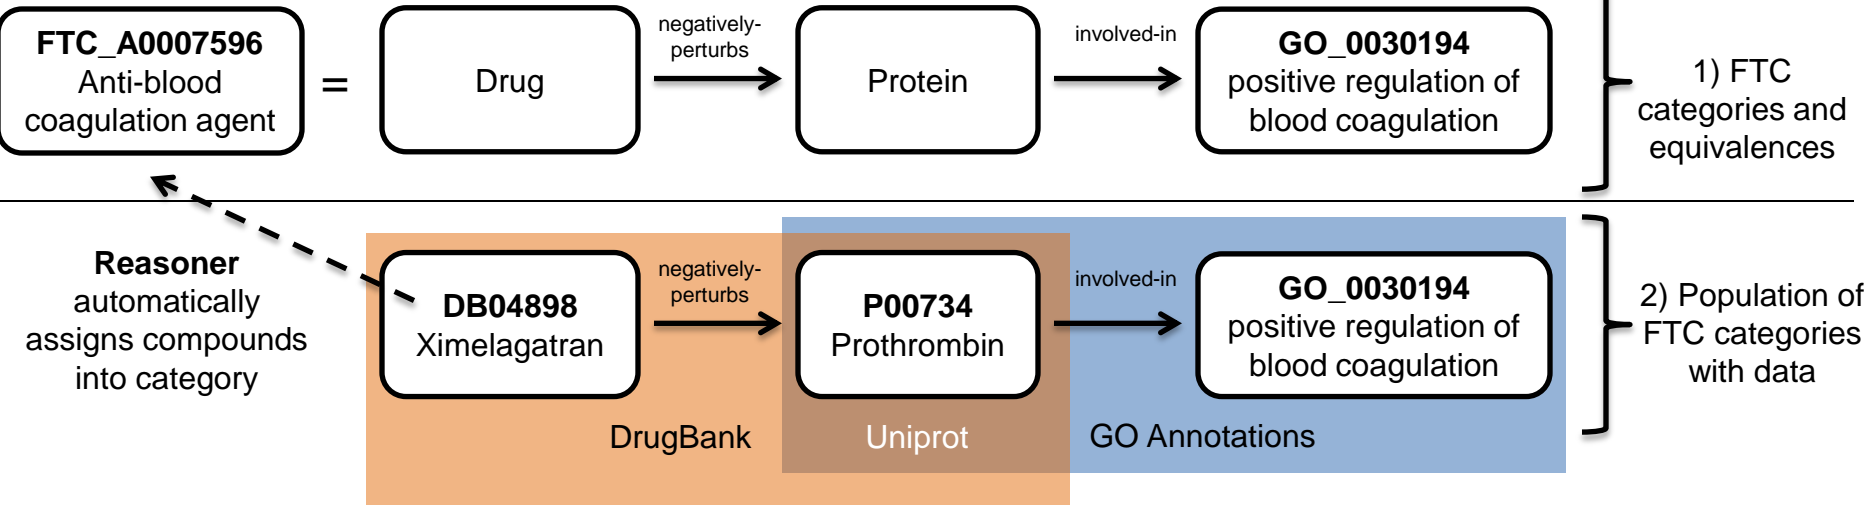 FTC_A0007596
Anti-blood
coagulation agent
=
Drug
negatively-
perturbs
Protein
involved-in
GO_0030194
positive regulation of
blood coagulation
1) FTC
categories and
equivalences
Reasoner
automatically
assigns compounds
into category
DB04898
Ximelagatran
negatively-
perturbs
P00734
Prothrombin
involved-in
GO_0030194
positive regulation of
blood coagulation
2) Population of
FTC categories
with data
DrugBank
Uniprot
GO Annotations